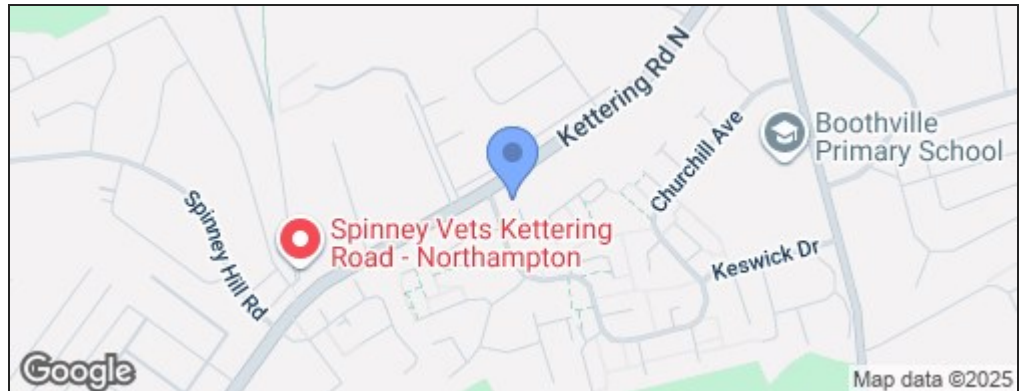 Kettering Rd N
Churchill Ave
Boothville
Primary School
Spinney Hill Rd
Spinney Vets Kettering
Road - Northampton
Keswick Dr
Google
Map data ©2025